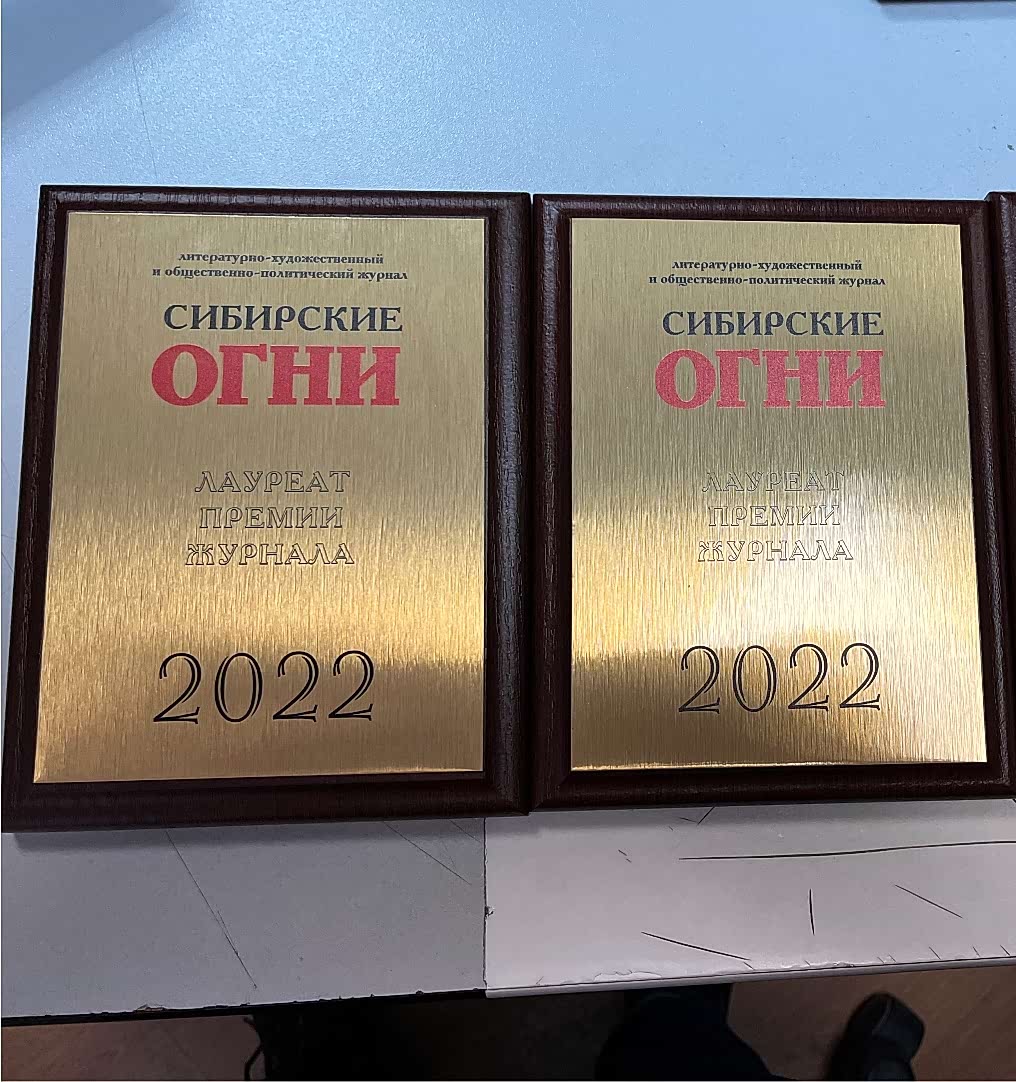 литературно-художественный
и общественно-политический журнал
СИБИРСКИЕ
ОГНИ
ЛАУРЕАТ
ПРЕМИИ
ЖУРНАЛА
2022
литературно-художественный
и общественно-политический журнал
СИБИРСКИЕ
ОГНИ
ЛАУРЕАТ
ПРЕМИИ
ЖУРНАЛА
2022